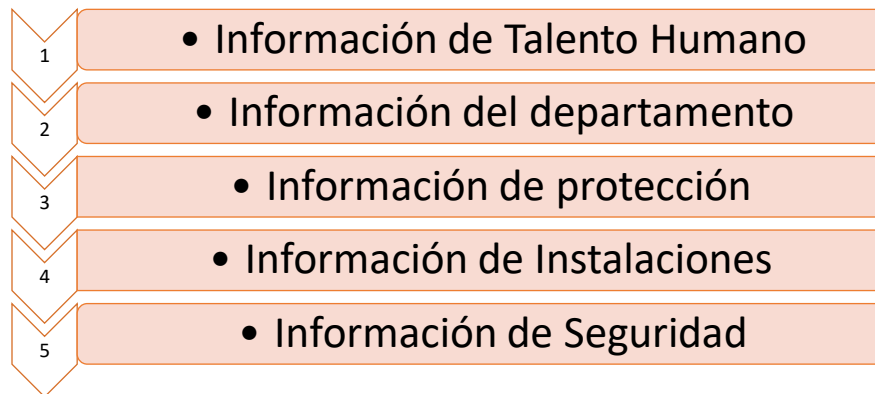 1 • Información de Talento Humano
2 • Información del departamento
3 • Información de protección
4 • Información de Instalaciones
5 • Información de Seguridad